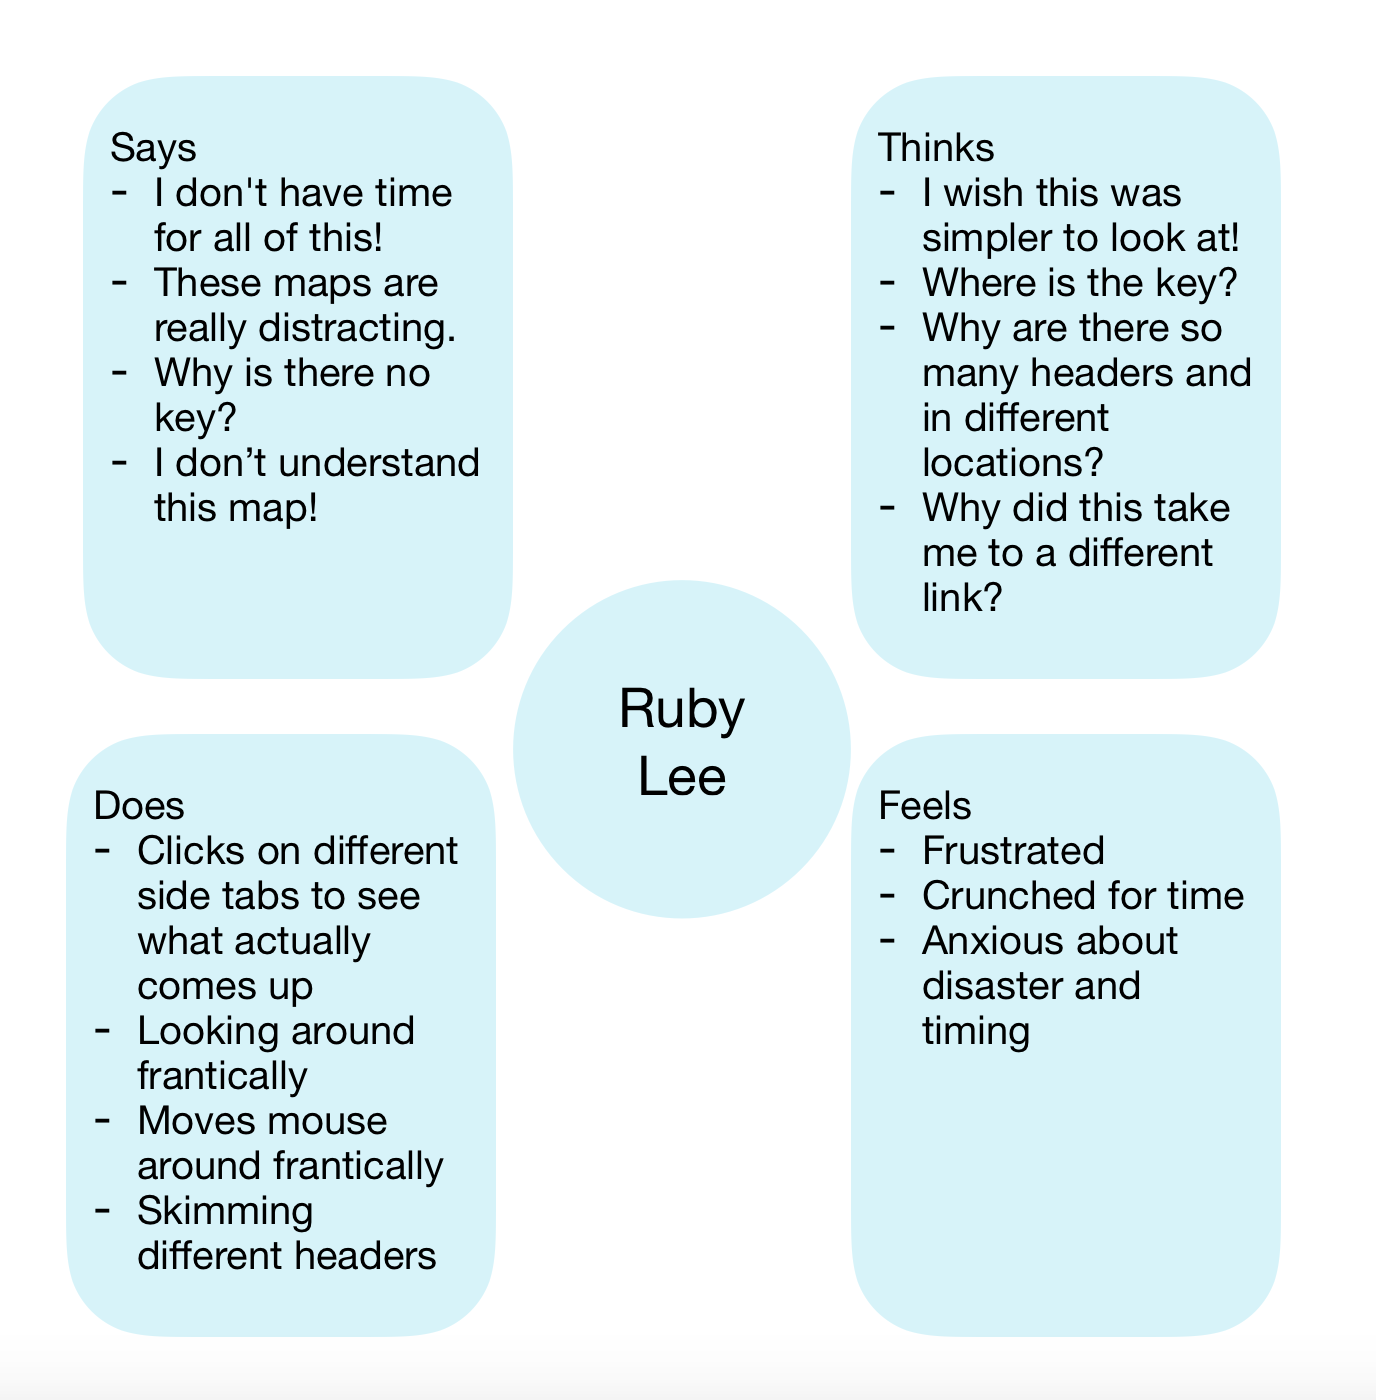 Says
- I don't have time
for all of this!
- These maps are
really distracting.
- Why is there no
key?
- I don’t understand
this map!
Thinks
- I wish this was
simpler to look at!
- Where is the key?
- Why are there so
many headers and
in different
locations?
- Why did this take
me to a different
link?
Ruby
Lee
Does
- Clicks on different
side tabs to see
what actually
comes up
- Looking around
frantically
- Moves mouse
around frantically
- Skimming
different headers
Feels
- Frustrated
- Crunched for time
- Anxious about
disaster and
timing